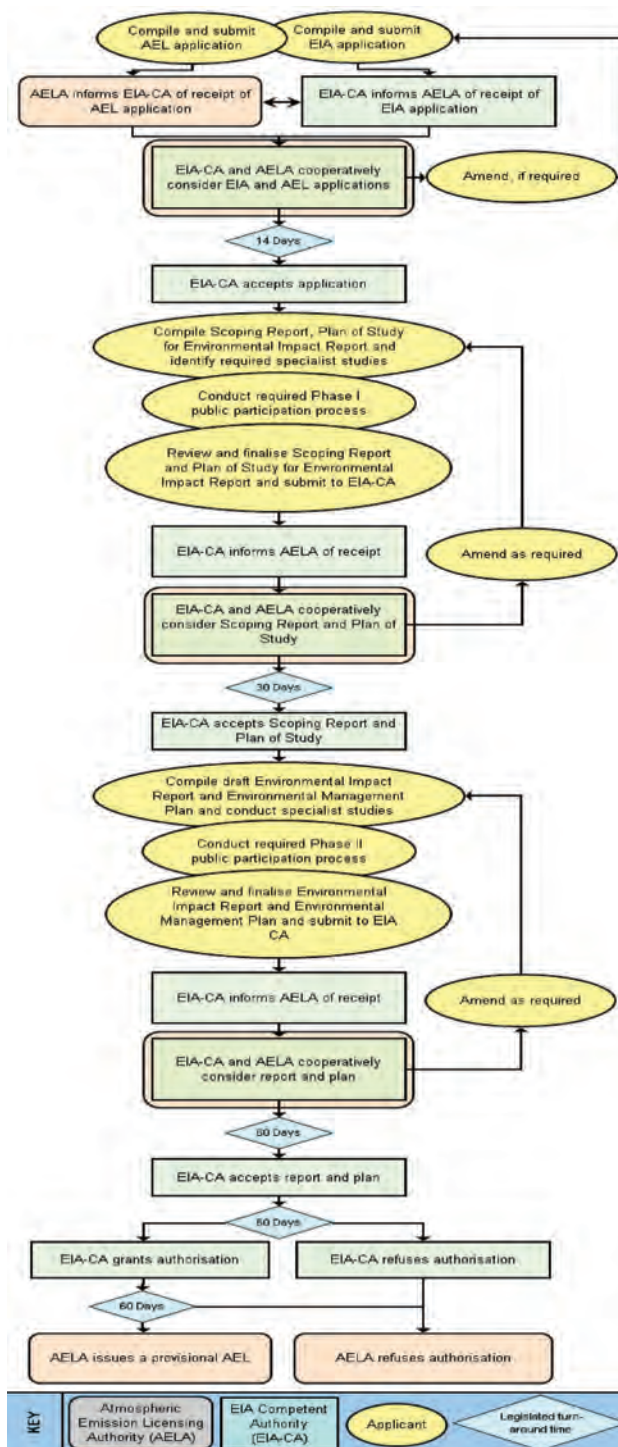 Compile and submit
AEL application
Compile and submit
EIA application
AELA informs EIA-CA of receipt of
AEL application
EIA-CA informs AELA of receipt of
EIA application
EIA-CA and AELA cooperatively
consider EIA and AEL applications
Amend, if required
14 Days
EIA-CA accepts application
Compile Scoping Report, Plan of Study
for Environmental Impact Report and
identify required specialist studies
Conduct required Phase I
public participation process
Review and finalise Scoping Report
and Plan of Study for Environmental
Impact Report and submit to EIA-CA
EIA-CA informs AELA of receipt
Amend as required
EIA-CA and AELA cooperatively
consider Scoping Report and Plan of
Study
30 Days
EIA-CA accepts Scoping Report and
Plan of Study
Compile draft Environmental Impact
Report and Environmental Management
Plan and conduct specialist studies
Conduct required Phase II
public participation process
Review and finalise Environmental
Impact Report and Environmental
Management Plan and submit to EIA
CA
EIA-CA informs AELA of receipt
Amend as required
EIA-CA and AELA cooperatively
consider report and plan
60 Days
EIA-CA accepts report and plan
60 Days
EIA-CA grants authorisation
EIA-CA refuses authorisation
60 Days
AELA issues a provisional AEL
AELA refuses authorisation
KEY
Atmospheric
Emission Licensing
Authority (AELA)
EIA Competent
Authority
(EIA-CA)
Applicant
Legislated turn-
around time